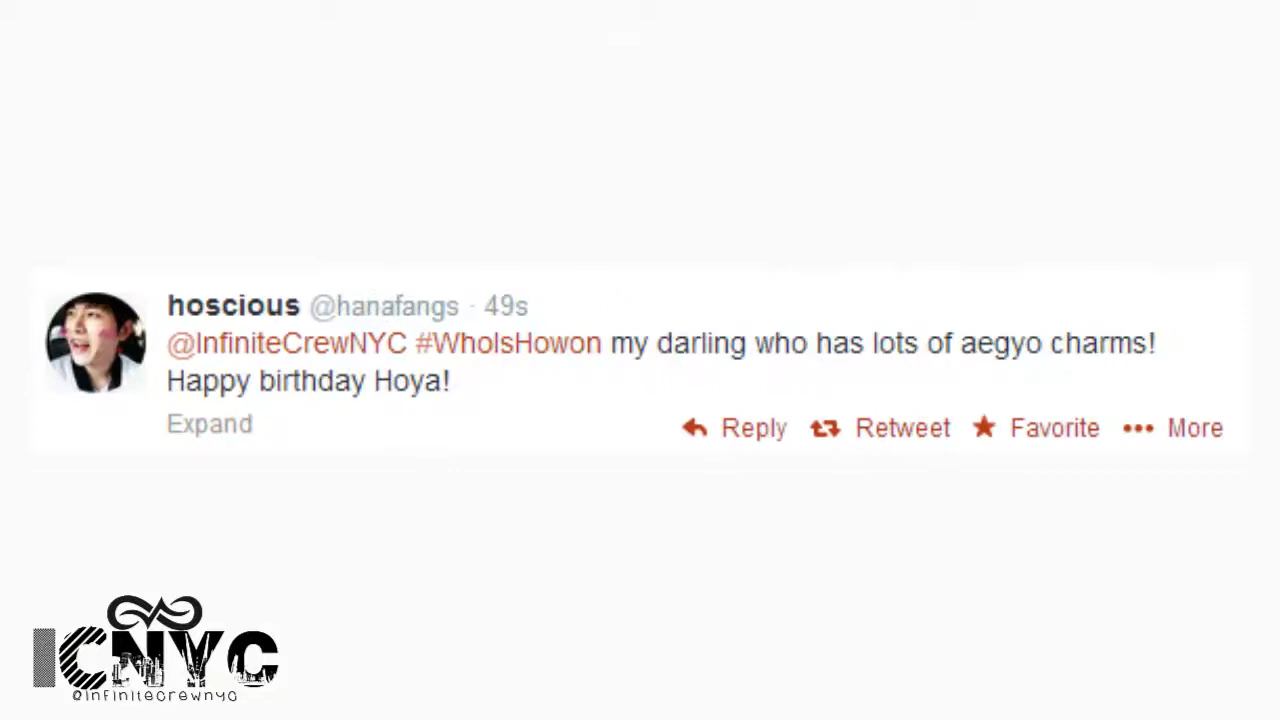 hoscious @hanafangs · 49s
@InfiniteCrewNYC #WhoIsHowon my darling who has lots of aegyo charms!
Happy birthday Hoya!
Expand
Reply Retweet Favorite More
ICNYC
@infinitecrewnyc